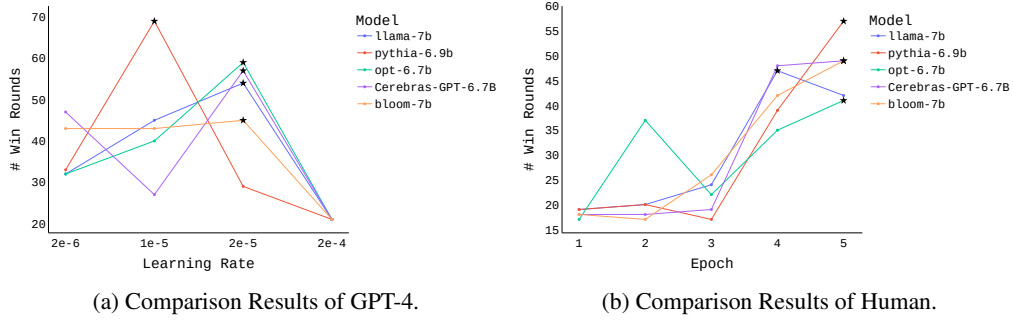 # Win Rounds
70
60
50
40
30
20
2e-6 1e-5 2e-5 2e-4
Learning Rate
Model
llama-7b
pythia-6.9b
opt-6.7b
Cerebras-GPT-6.7B
bloom-7b
(a) Comparison Results of GPT-4.
# Win Rounds
60
55
50
45
40
35
30
25
20
15
1 2 3 4 5
Epoch
Model
llama-7b
pythia-6.9b
opt-6.7b
Cerebras-GPT-6.7B
bloom-7b
(b) Comparison Results of Human.